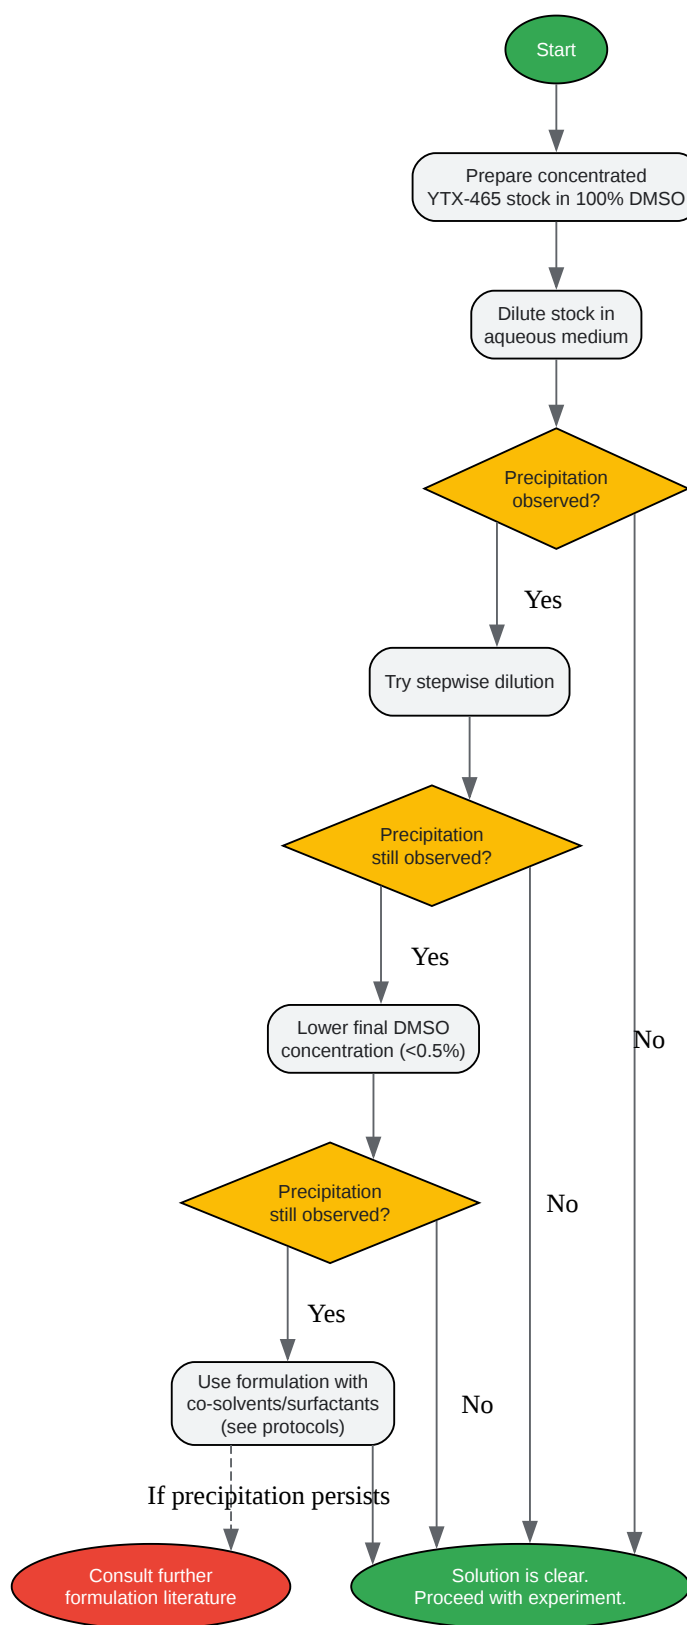 Start
Prepare concentrated
YTX-465 stock in 100% DMSO
Dilute stock in
aqueous medium
Precipitation
observed?
Yes
Try stepwise dilution
Precipitation
still observed?
Yes
Lower final DMSO
concentration (<0.5%)
No
Precipitation
still observed?
No
Yes
Use formulation with
co-solvents/surfactants
(see protocols)
No
If precipitation persists
Consult further
formulation literature
Solution is clear.
Proceed with experiment.